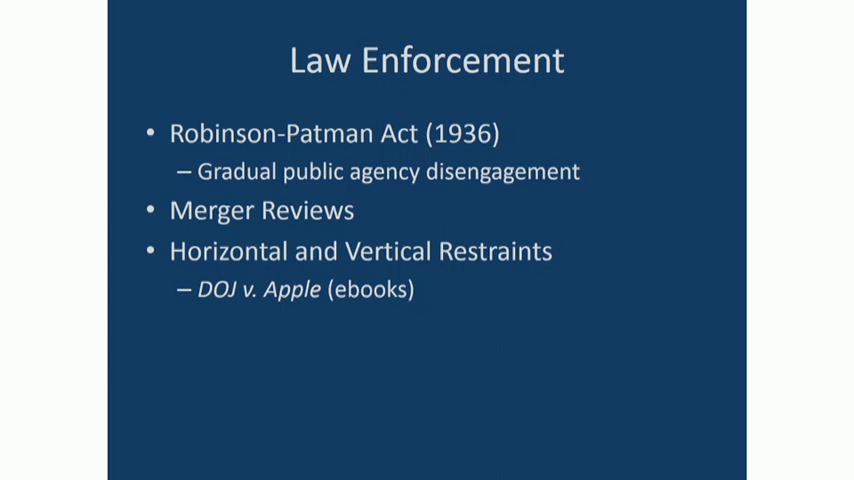 Law Enforcement
• Robinson-Patman Act (1936)
– Gradual public agency disengagement
• Merger Reviews
• Horizontal and Vertical Restraints
– DOJ v. Apple (ebooks)